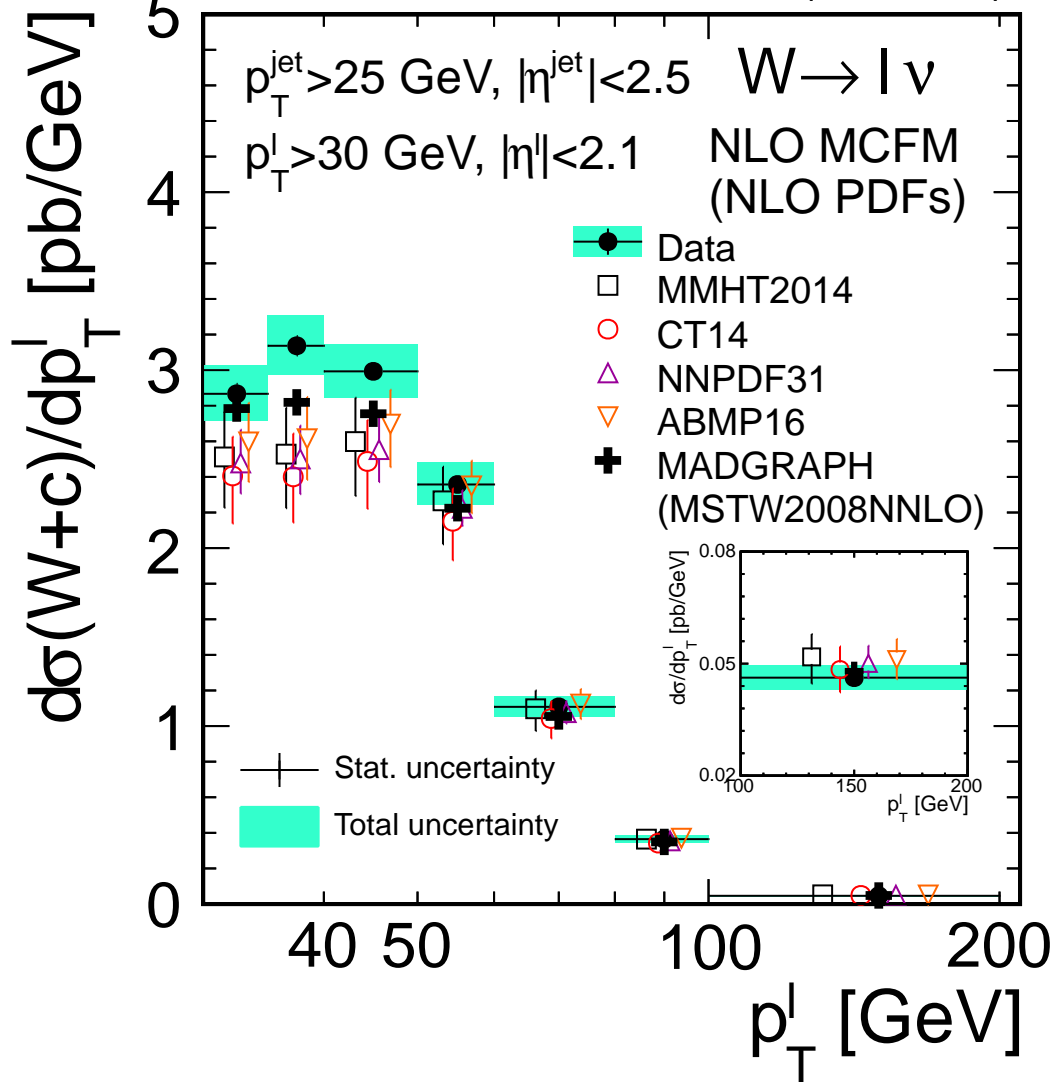 dσ(W+c)/dp_T^l [pb/GeV]
5
4
3
2
1
0
p_T^jet>25 GeV, |η^jet|<2.5
W→ l ν
p_T^l>30 GeV, |η^l|<2.1
NLO MCFM
(NLO PDFs)
Data
MMHT2014
CT14
NNPDF31
ABMP16
MADGRAPH
(MSTW2008NNLO)
Stat. uncertainty
Total uncertainty
dσ/dp_T^l [pb/GeV]
0.08
0.05
0.02
100 150 200
p_T^l [GeV]
40 50 100 200
p_T^l [GeV]